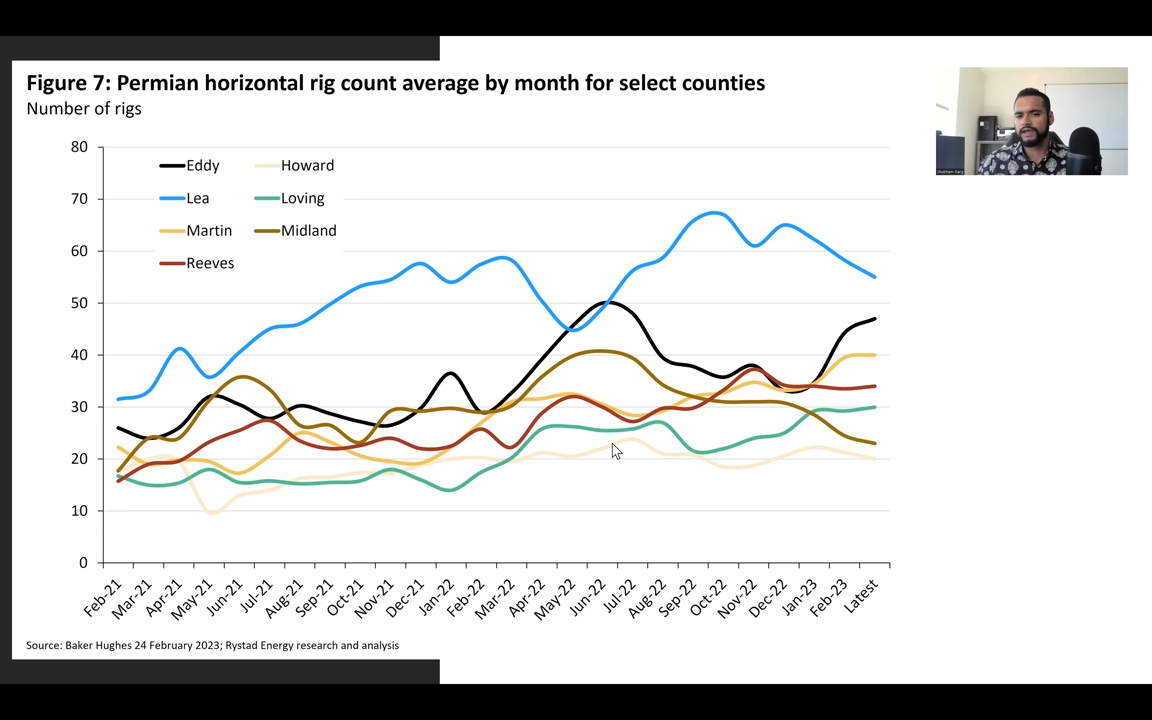 Figure 7: Permian horizontal rig count average by month for select counties
Number of rigs
80
70
60
50
40
30
20
10
0
Eddy
Howard
Lea
Loving
Martin
Midland
Reeves
Feb-21
Mar-21
Apr-21
May-21
Jun-21
Jul-21
Aug-21
Sep-21
Oct-21
Nov-21
Dec-21
Jan-22
Feb-22
Mar-22
Apr-22
May-22
Jun-22
Jul-22
Aug-22
Sep-22
Oct-22
Nov-22
Dec-22
Jan-23
Feb-23
Latest
Source: Baker Hughes 24 February 2023; Rystad Energy research and analysis
Shubham Garg